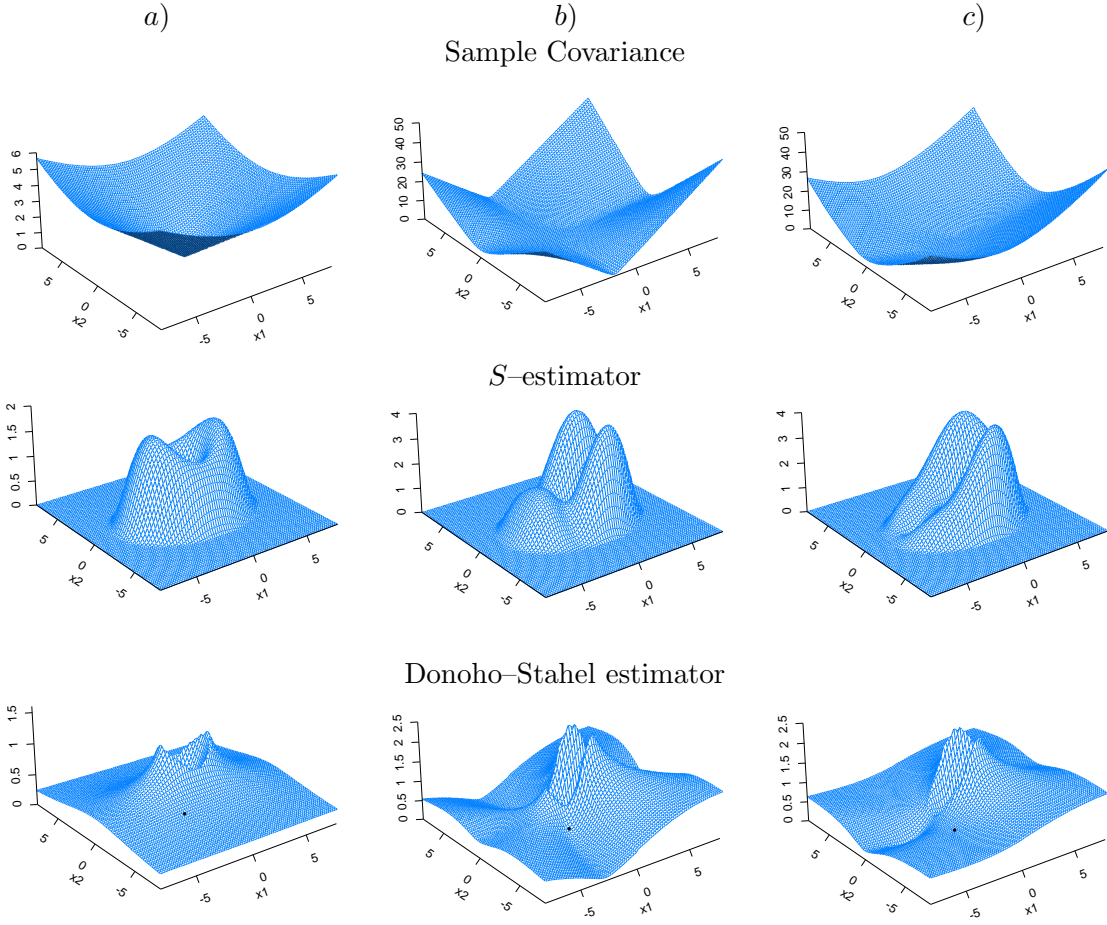 a) b) c)
Sample Covariance
0 1 2 3 4 5 6
5 0 -5
x2
-5 0 5
x1
0 10 20 30 40 50
5 0 -5
x2
-5 0 5
x1
0 10 20 30 40 50
5 0 -5
x2
-5 0 5
x1
S–estimator
0 0.5 1 1.5 2
5 0 -5
x2
-5 0 5
x1
0 1 2 3 4
5 0 -5
x2
-5 0 5
x1
0 1 2 3 4
5 0 -5
x2
-5 0 5
x1
Donoho–Stahel estimator
0 0.5 1 1.5
5 0 -5
x2
-5 0 5
x1
0 0.5 1 1.5 2 2.5
5 0 -5
x2
-5 0 5
x1
0 0.5 1 1.5 2 2.5
5 0 -5
x2
-5 0 5
x1